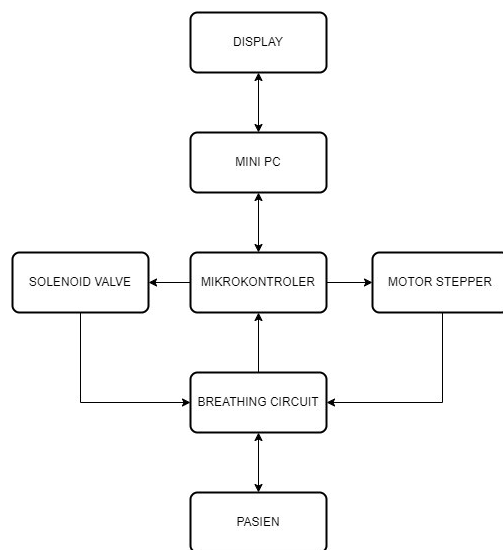 DISPLAY
MINI PC
SOLENOID VALVE
MIKROKONTROLER
MOTOR STEPPER
BREATHING CIRCUIT
PASIEN